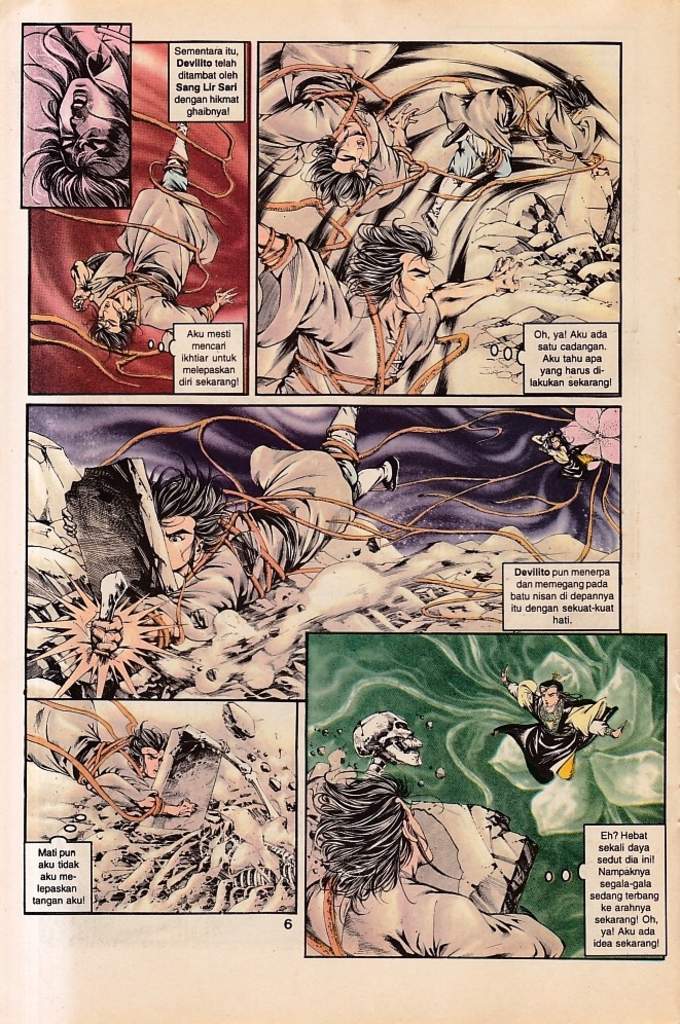 Sementara itu,
Devilito telah
ditambat oleh
Sang Lir Sari
dengan hikmat
ghaibnya!
Aku mesti
mencari
ikhtiar untuk
melepaskan
diri sekarang!
Oh, ya! Aku ada
satu cadangan.
Aku tahu apa
yang harus di-
lakukan sekarang!
Devilito pun menerpa
dan memegang pada
batu nisan di depannya
itu dengan sekuat-kuat
hati.
Mati pun
aku tidak
aku me-
lepaskan
tangan aku!
Eh? Hebat
sekali daya
sedut dia ini!
Nampaknya
segala-gala
sedang terbang
ke arahnya
sekarang! Oh,
ya! Aku ada
idea sekarang!
6